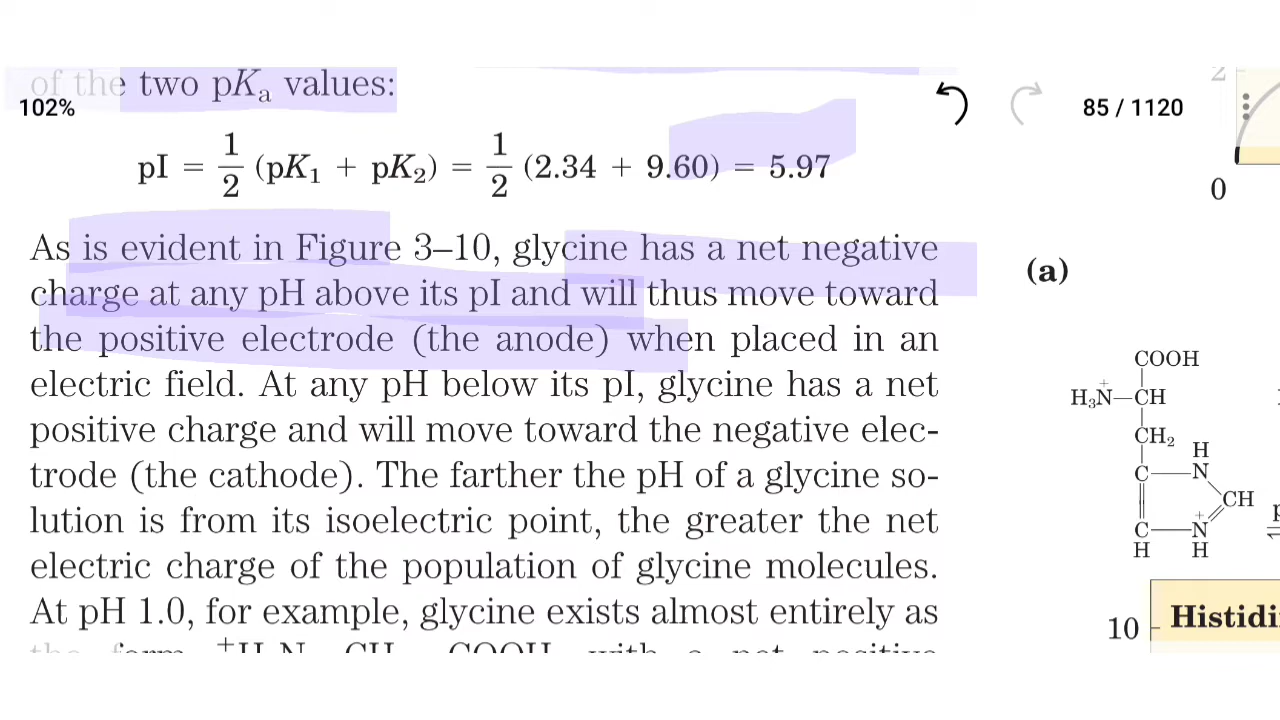 of the two pKa values:
102%
85 / 1120
2
pI = 1/2 (pK1 + pK2) = 1/2 (2.34 + 9.60) = 5.97
0
As is evident in Figure 3–10, glycine has a net negative
charge at any pH above its pI and will thus move toward
the positive electrode (the anode) when placed in an
electric field. At any pH below its pI, glycine has a net
positive charge and will move toward the negative elec-
trode (the cathode). The farther the pH of a glycine so-
lution is from its isoelectric point, the greater the net
electric charge of the population of glycine molecules.
At pH 1.0, for example, glycine exists almost entirely as
(a)
COOH
H3N+—CH
CH2
H
C—N
CH
C—N+
H H
10
Histidi